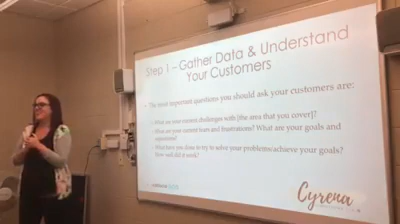 Cyrena
Step 1 – Gather Data & Understand
Your Customers
• The most important questions you should ask your customers are:
What are your current challenges with [the area that you cover]?
What are your current fears and frustrations? What are your goals and
aspirations?
What have you done to try to solve your problems/achieve your goals?
How well did it work?
Cyrena